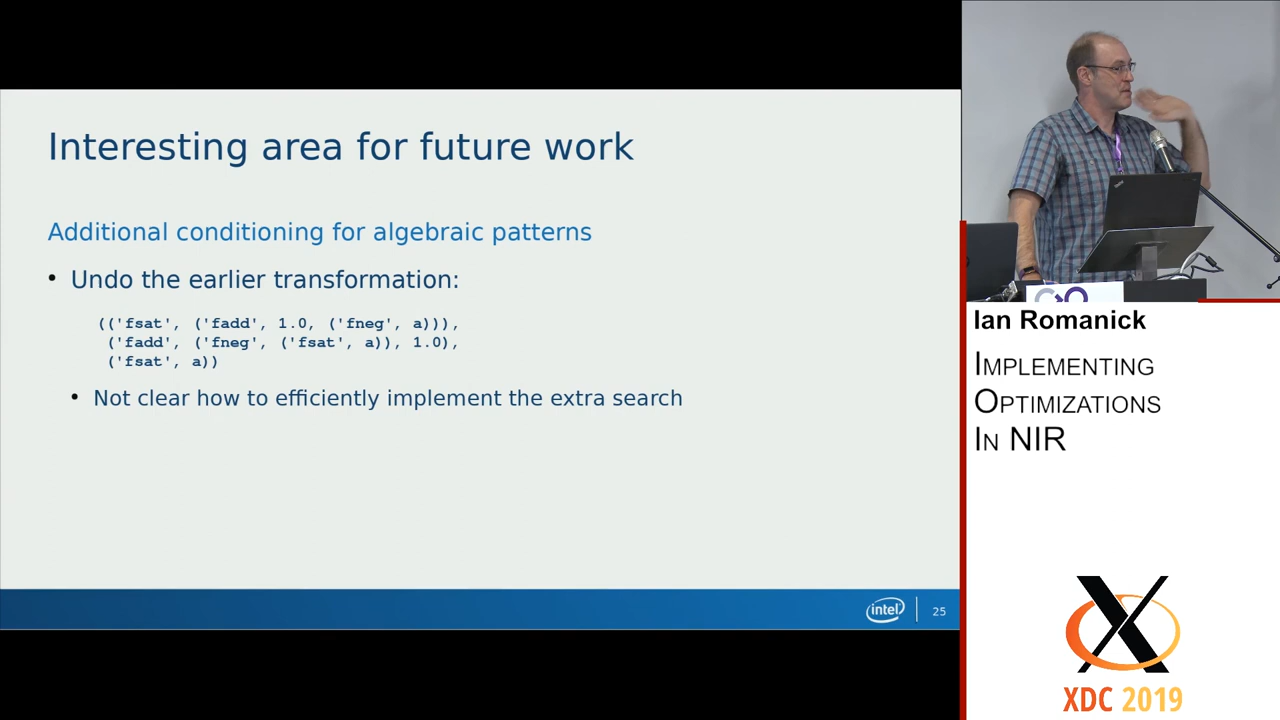 Interesting area for future work
Additional conditioning for algebraic patterns
• Undo the earlier transformation:
(('fsat', ('fadd', 1.0, ('fneg', a))),
('fadd', ('fneg', ('fsat', a)), 1.0),
('fsat', a))
• Not clear how to efficiently implement the extra search
intel
25
Ian Romanick
IMPLEMENTING
OPTIMIZATIONS
IN NIR
X
XDC 2019